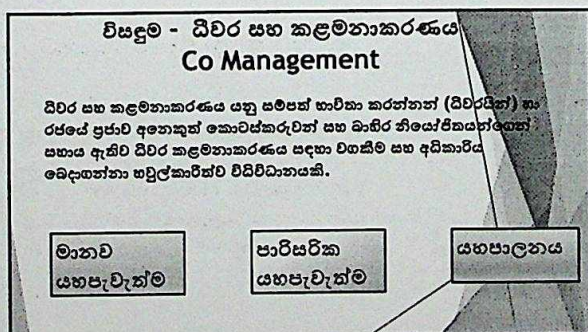 විසඳුම - ධීවර සහ කළමනාකරණය
Co Management
ධීවර සහ කළමනාකරණය යනු සම්පත් භාවිතා කරන්නන් (ධීවරයින්) හා
රජයේ ප්‍රජාව අනෙකුත් කොටස්කරුවන් සහ බාහිර නියෝජිතයන්ගෙන්
සහාය ඇතිව ධීවර කළමනාකරණය සඳහා වගකීම සහ අධිකාරිය
බෙදාගන්නා හවුල්කාරිත්ව විධිවිධානයකි.
මානව යහපැවැත්ම
පාරිසරික යහපැවැත්ම
යහපාලනය